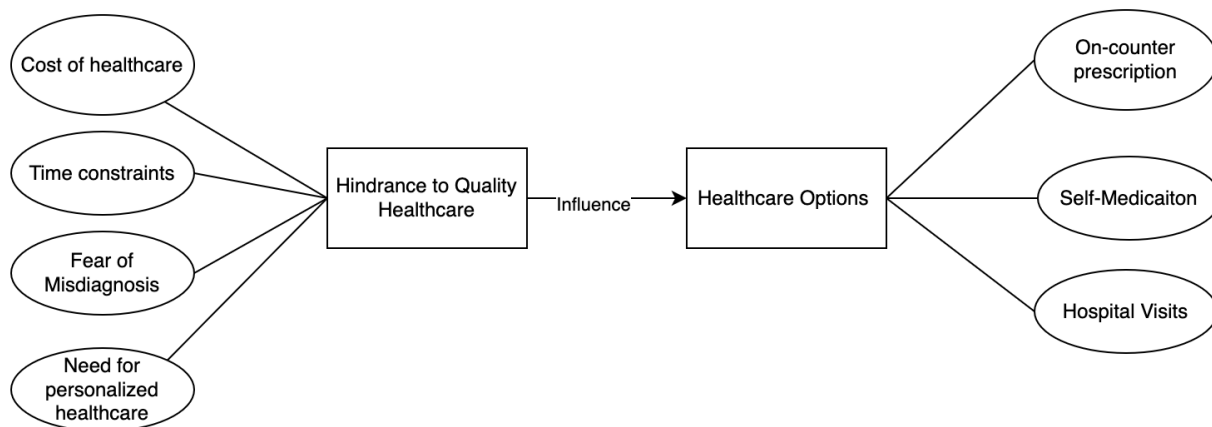 Cost of healthcare
Time constraints
Fear of
Misdiagnosis
Need for
personalized
healthcare
Hindrance to Quality
Healthcare
Influence
Healthcare Options
On-counter
prescription
Self-Medicaiton
Hospital Visits